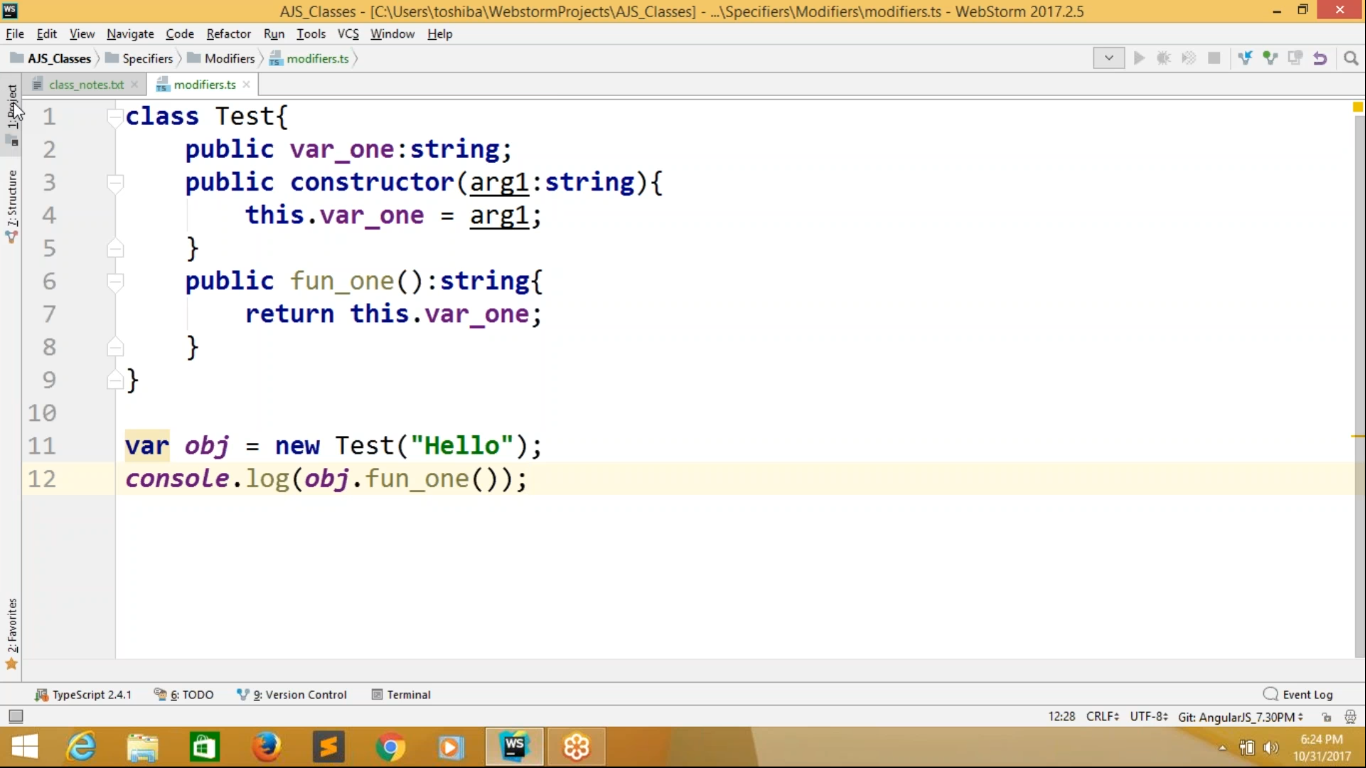 AJS_Classes - [C:\Users\toshiba\WebstormProjects\AJS_Classes] - ...\Specifiers\Modifiers\modifiers.ts - WebStorm 2017.2.5
File Edit View Navigate Code Refactor Run Tools VCS Window Help
AJS_Classes Specifiers Modifiers modifiers.ts
class_notes.txt modifiers.ts
1: Project
7: Structure
2: Favorites
1 class Test{
2 public var_one:string;
3 public constructor(arg1:string){
4 this.var_one = arg1;
5 }
6 public fun_one():string{
7 return this.var_one;
8 }
9 }
10
11 var obj = new Test("Hello");
12 console.log(obj.fun_one());
TypeScript 2.4.1 6: TODO 9: Version Control Terminal Event Log
12:28 CRLF UTF-8 Git: AngularJS_7.30PM
WS
6:24 PM
10/31/2017